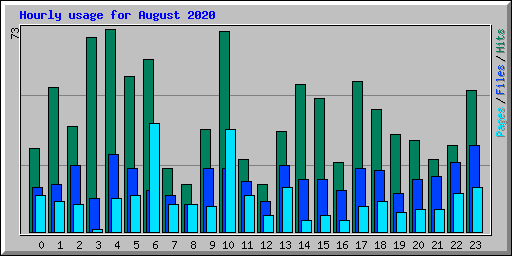 Hourly usage for August 2020
73
Pages/Files/Hits
0 1 2 3 4 5 6 7 8 9 10 11 12 13 14 15 16 17 18 19 20 21 22 23